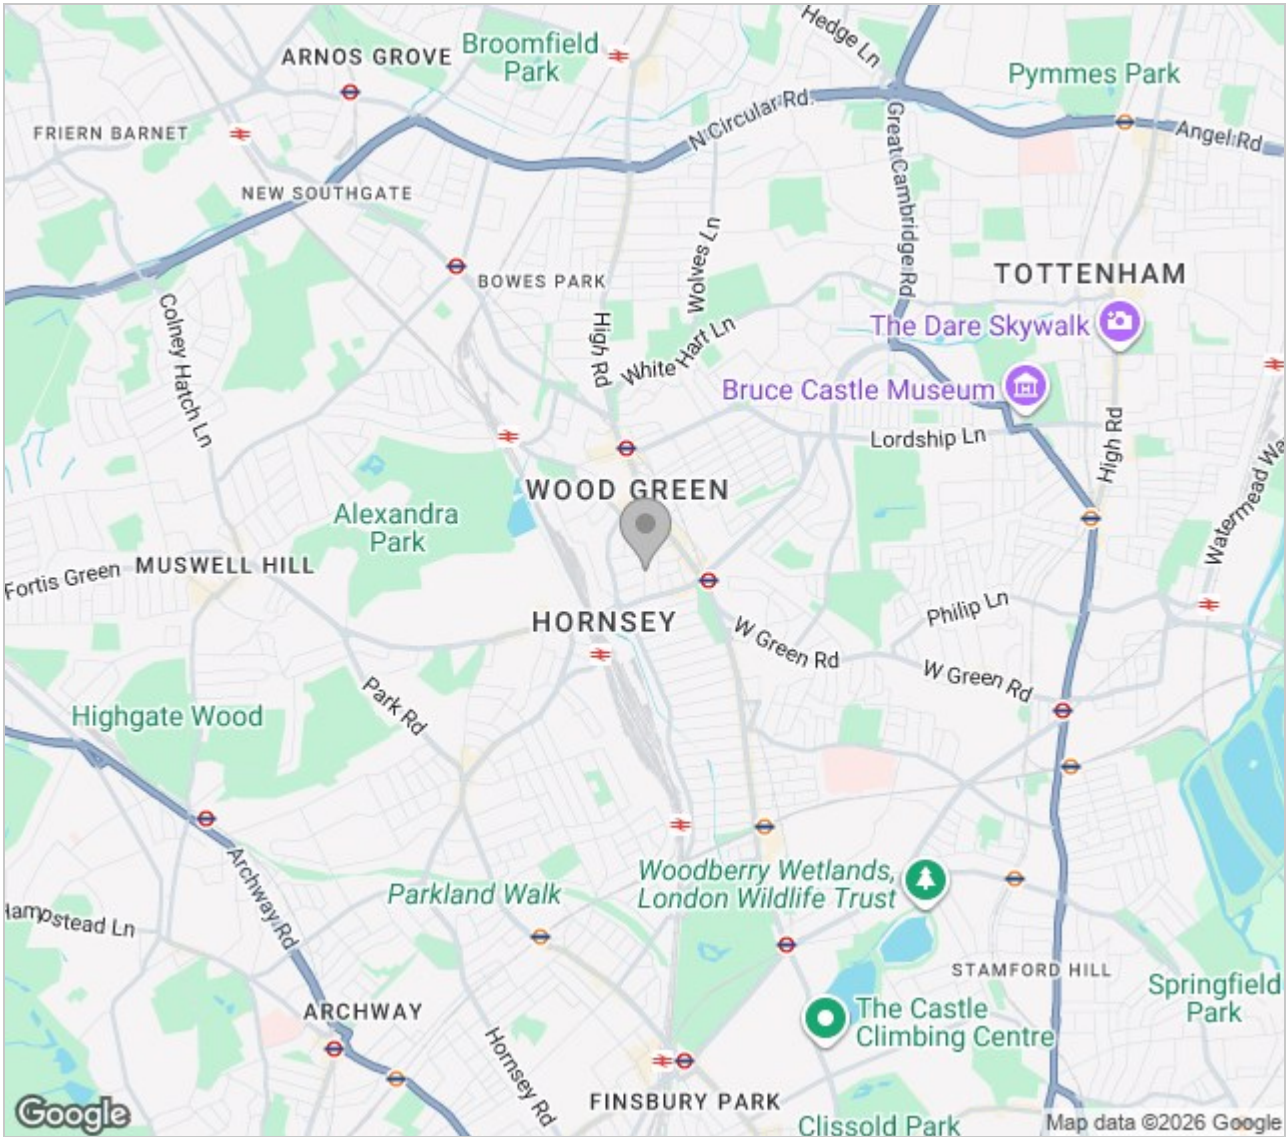 Hedge Ln
ARNOS GROVE
Broomfield
Park
Pymmes Park
N Circular Rd.
Great Cambridge Rd
Angel Rd
FRIERN BARNET
NEW SOUTHGATE
Wolves Ln
BOWES PARK
TOTTENHAM
Colney Hatch Ln
High Rd
White Hart Ln
The Dare Skywalk
Bruce Castle Museum
Lordship Ln
High Rd
WOOD GREEN
Alexandra
Park
MUSWELL HILL
Fortis Green
Philip Ln
HORNSEY
W Green Rd
W Green Rd
Park Rd
Highgate Wood
Archway Rd
Woodberry Wetlands,
London Wildlife Trust
Parkland Walk
STAMFORD HILL
Springfield
Park
ARCHWAY
The Castle
Climbing Centre
Hornsey Rd
FINSBURY PARK
Clissold Park
Google
Map data ©2026 Google